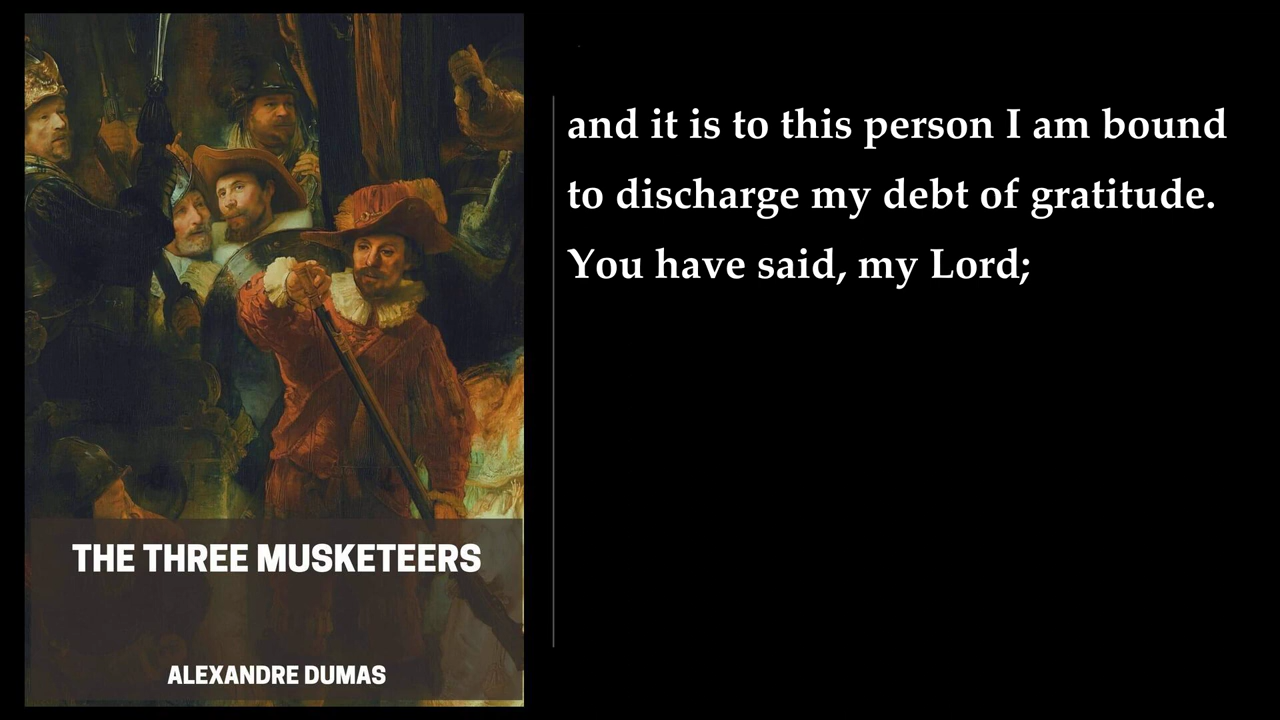 THE THREE MUSKETEERS
ALEXANDRE DUMAS
and it is to this person I am bound
to discharge my debt of gratitude.
You have said, my Lord;